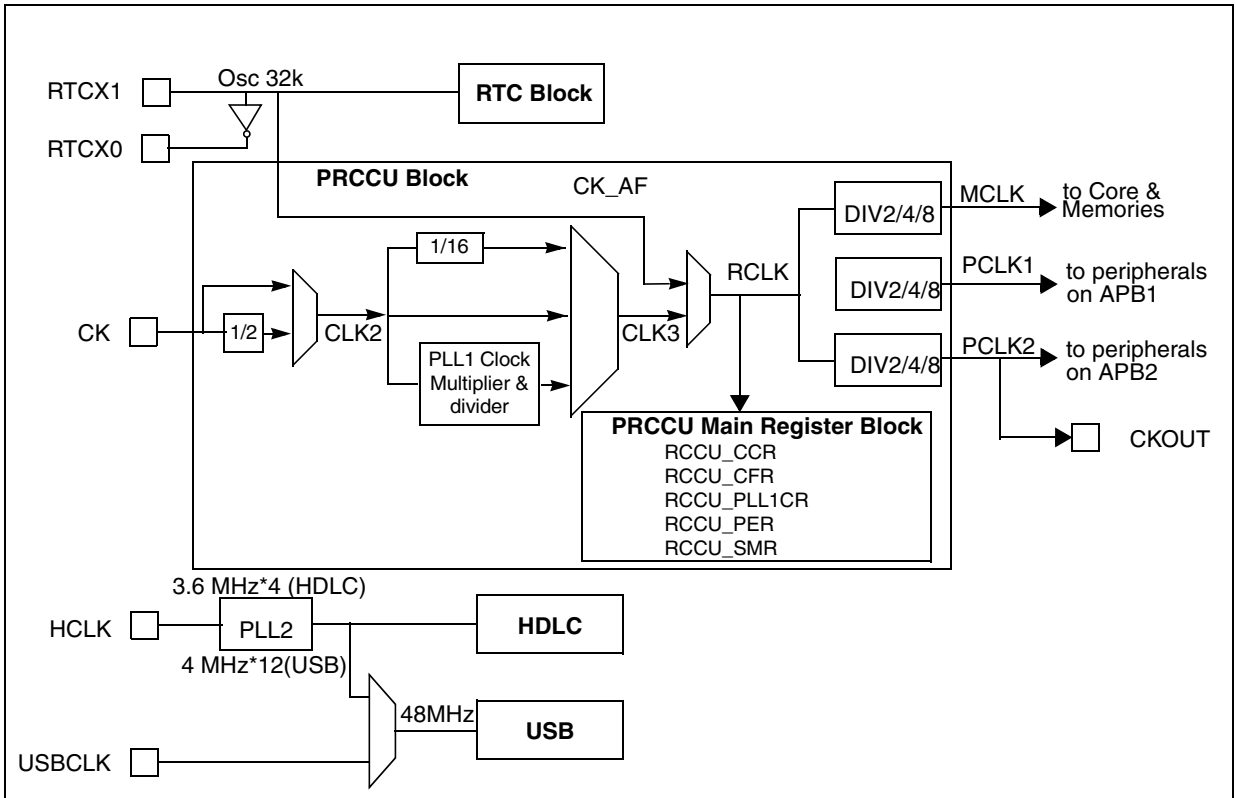 RTCX1
Osc 32k
RTC Block
RTCX0
PRCCU Block
CK_AF
DIV2/4/8
MCLK
to Core &
Memories
1/16
RCLK
DIV2/4/8
PCLK1
to peripherals
on APB1
CK
1/2
CLK2
CLK3
PLL1 Clock
Multiplier &
divider
DIV2/4/8
PCLK2
to peripherals
on APB2
PRCCU Main Register Block
RCCU_CCR
RCCU_CFR
RCCU_PLL1CR
RCCU_PER
RCCU_SMR
CKOUT
3.6 MHz*4 (HDLC)
HCLK
PLL2
HDLC
4 MHz*12(USB)
48MHz
USB
USBCLK